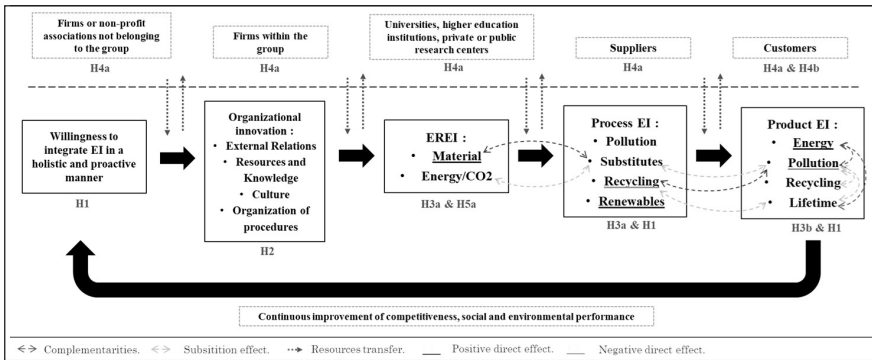 Firms or non-profit
associations not belonging
to the group
H4a
Firms within the
group
H4a
Universities, higher education
institutions, private or public
research centers
H4a
Suppliers
H4a
Customers
H4a & H4b
Willingness to
integrate EI in a
holistic and proactive
manner
H1
Organizational
innovation :
• External Relations
• Resources and
Knowledge
• Culture
• Organization of
procedures
H2
EREI :
• Material
• Energy/CO2
H3a & H5a
Process EI :
• Pollution
• Substitutes
• Recycling
• Renewables
H3a & H1
Product EI :
• Energy
• Pollution
• Recycling
• Lifetime
H3b & H1
Continuous improvement of competitiveness, social and environmental performance
Complementarities.
Subsitition effect.
Resources transfer.
Positive direct effect.
Negative direct effect.